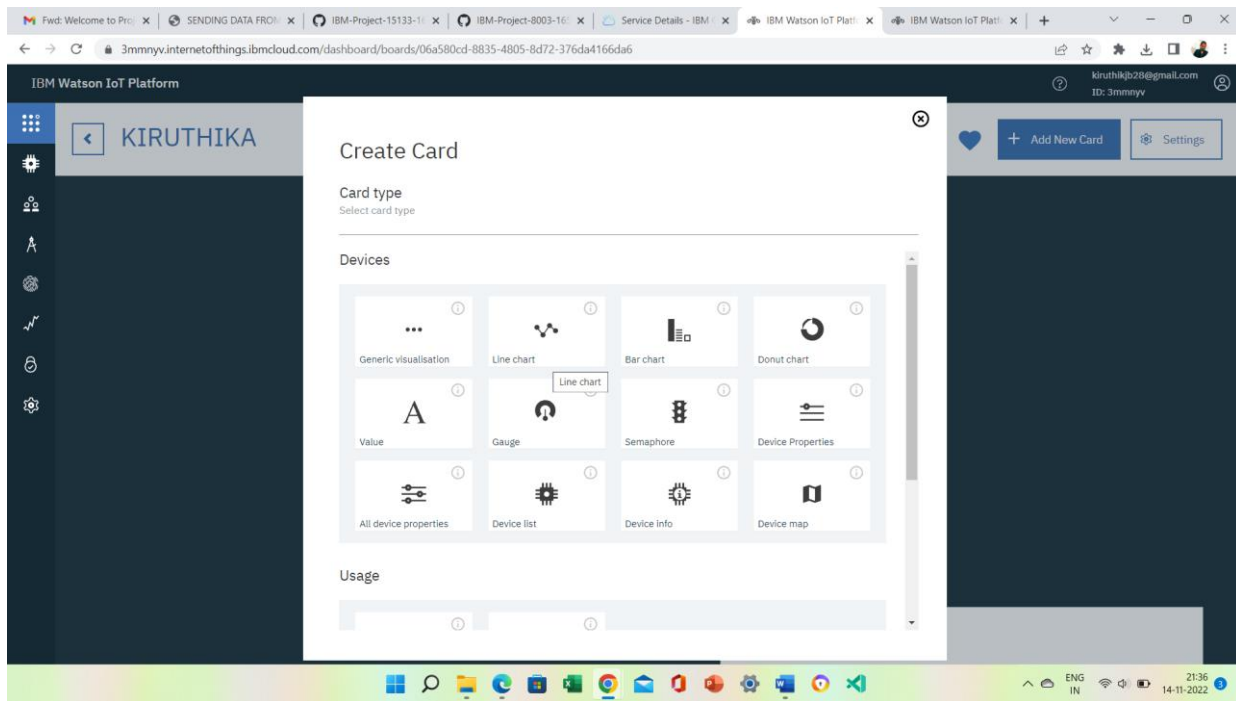 Fwd: Welcome to Proj
SENDING DATA FROM
IBM-Project-15133-16
IBM-Project-8003-165
Service Details - IBM
IBM Watson IoT Platf
IBM Watson IoT Platf
3mmnyv.internetofthings.ibmcloud.com/dashboard/boards/06a580cd-8835-4805-8d72-376da4166da6
IBM Watson IoT Platform
kiruthikjb28@gmail.com
ID: 3mmnyv
KIRUTHIKA
Add New Card
Settings
Create Card
Card type
Select card type
Devices
Generic visualisation
Line chart
Bar chart
Donut chart
Line chart
Value
Gauge
Semaphore
Device Properties
All device properties
Device list
Device info
Device map
Usage
ENG
IN
21:36
14-11-2022
3